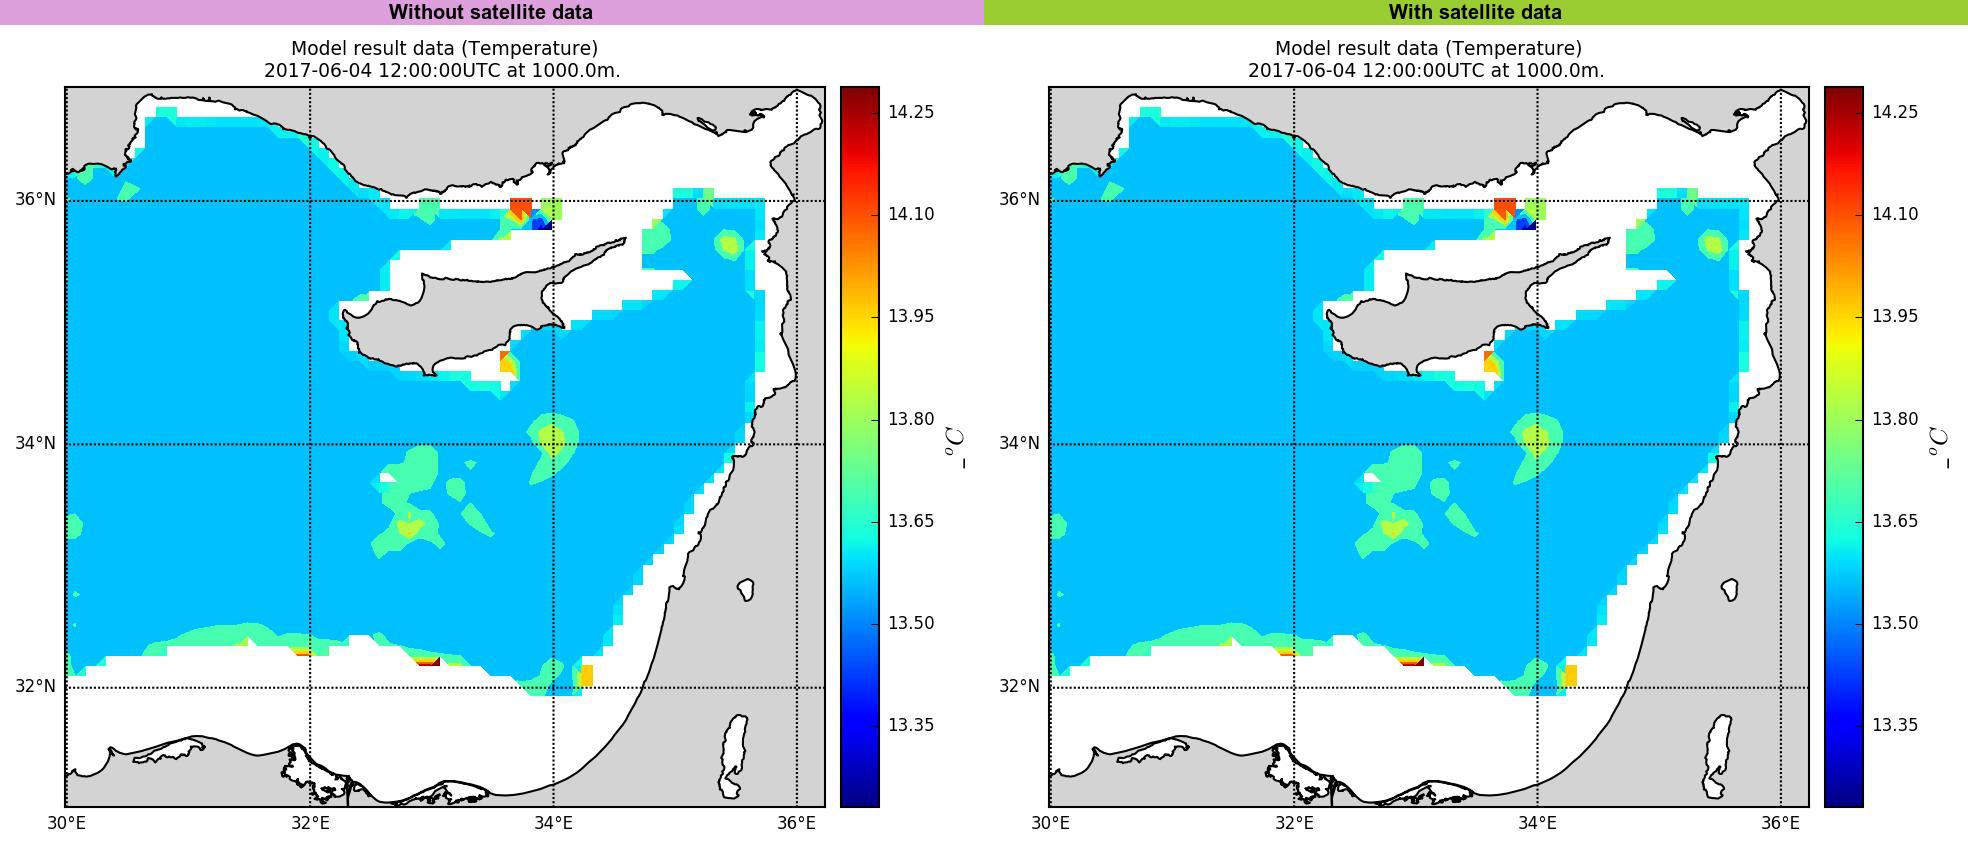 Without satellite data
With satellite data
Model result data (Temperature)
2017-06-04 12:00:00UTC at 1000.0m.
36°N
34°N
32°N
30°E
32°E
34°E
36°E
14.25
14.10
13.95
13.80
13.65
13.50
13.35
_°C
Model result data (Temperature)
2017-06-04 12:00:00UTC at 1000.0m.
36°N
34°N
32°N
30°E
32°E
34°E
36°E
14.25
14.10
13.95
13.80
13.65
13.50
13.35
_°C